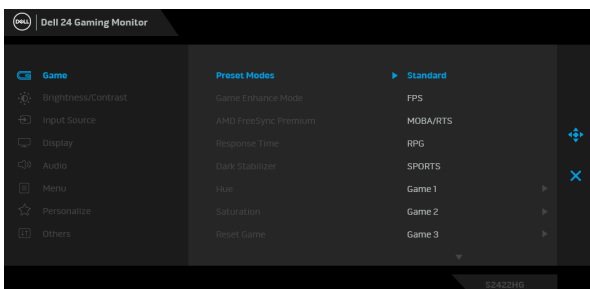 DELL
Dell 24 Gaming Monitor
Game
Brightness/Contrast
Input Source
Display
Audio
Menu
Personalize
Others
Preset Modes
Game Enhance Mode
AMD FreeSync Premium
Response Time
Dark Stabilizer
Hue
Saturation
Reset Game
Standard
FPS
MOBA/RTS
RPG
SPORTS
Game 1
Game 2
Game 3
S2422HG